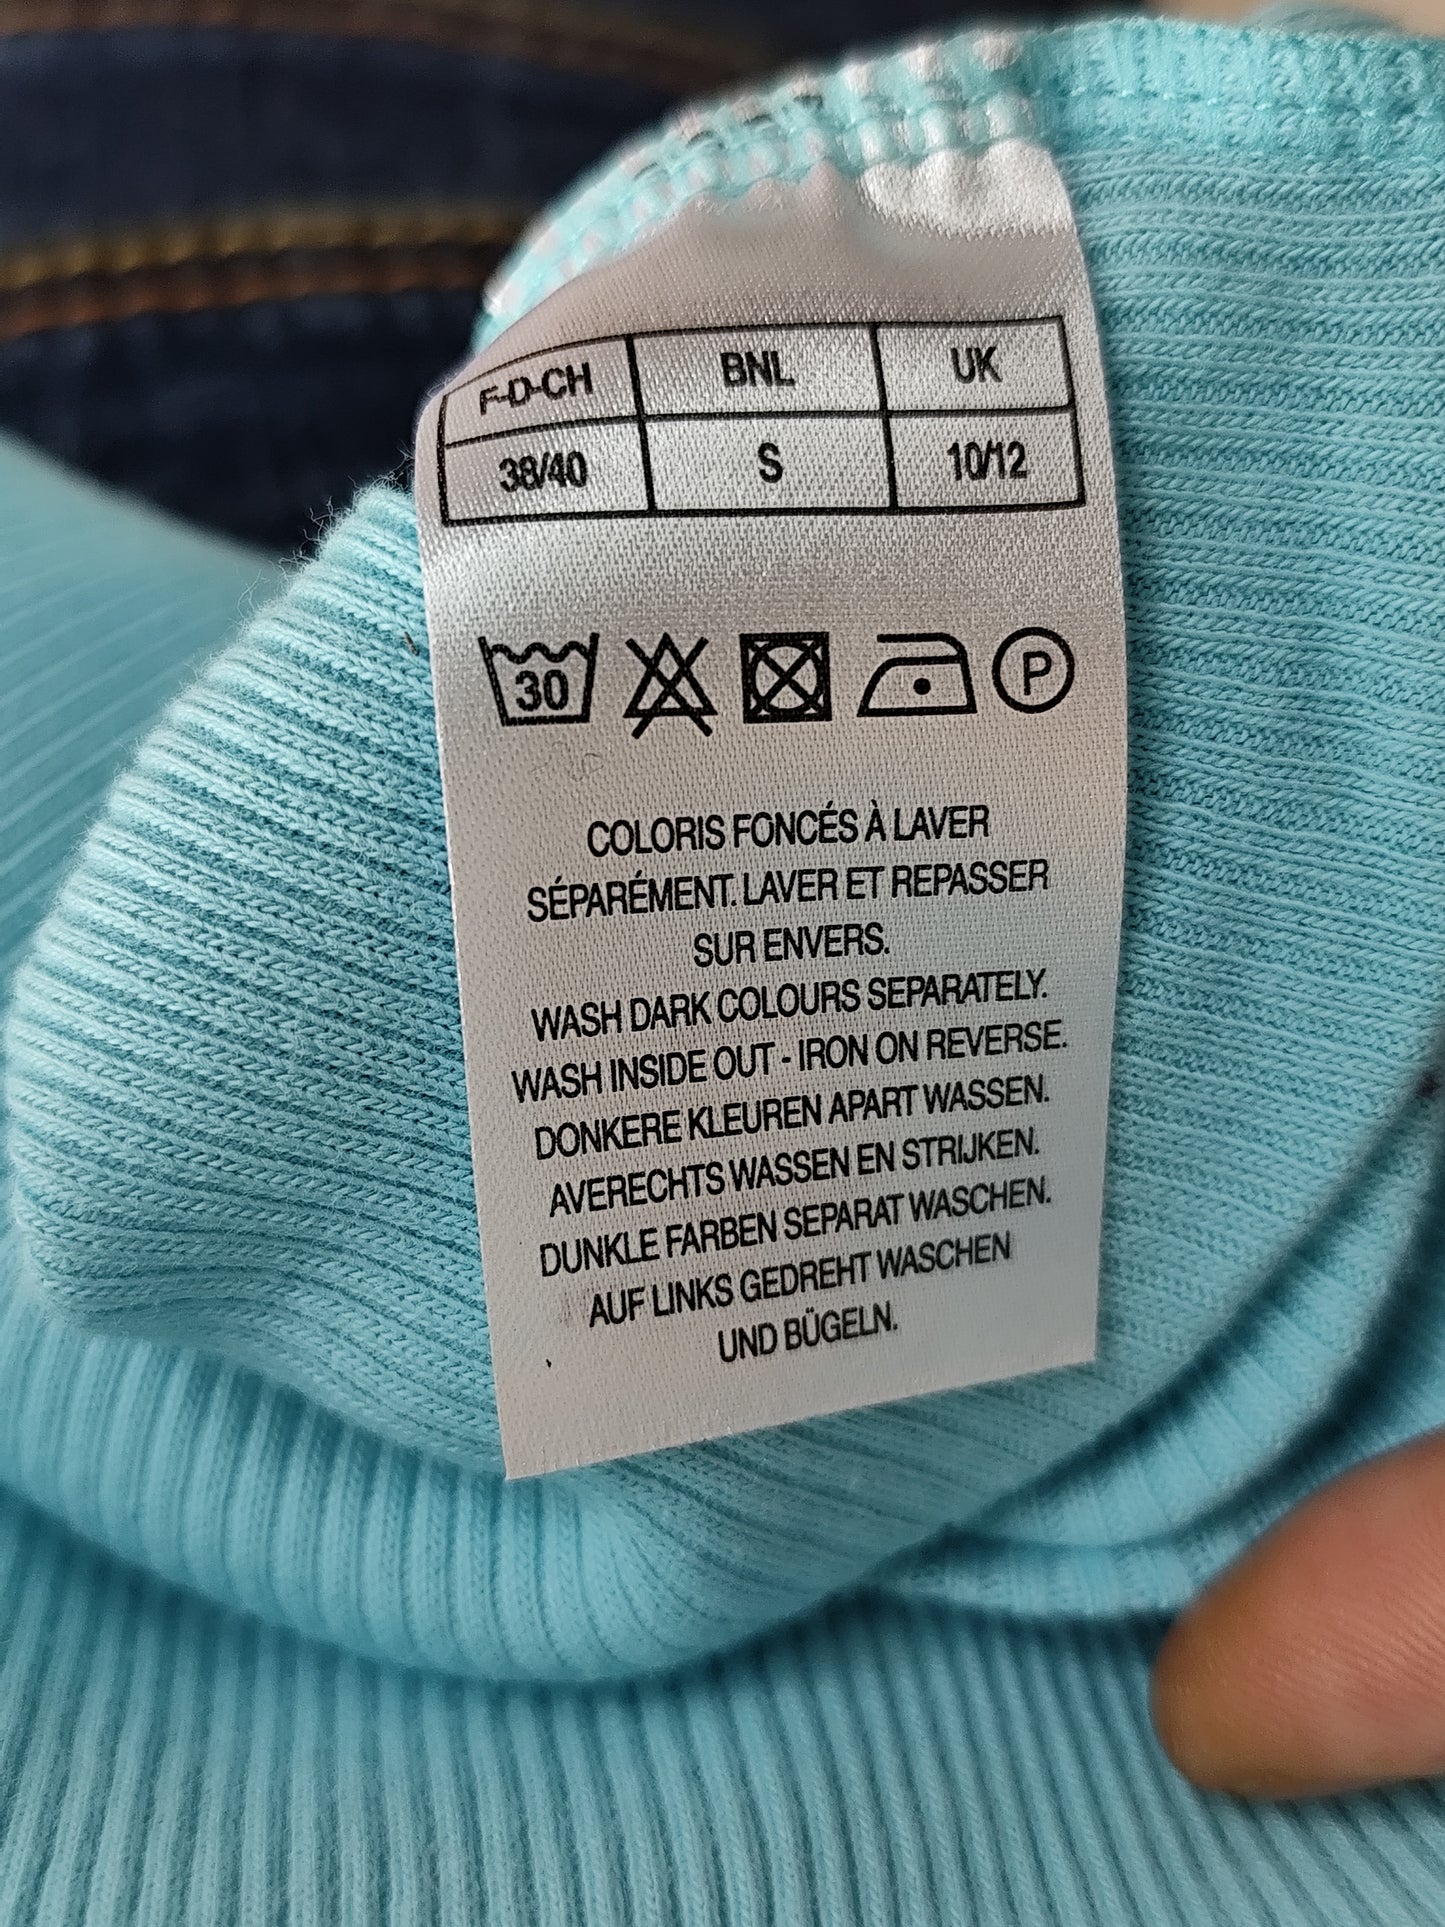 F-D-CH BNL UK
38/40 S 10/12
30 P
COLORIS FONCÉS À LAVER
SÉPARÉMENT. LAVER ET REPASSER
SUR ENVERS.
WASH DARK COLOURS SEPARATELY.
WASH INSIDE OUT - IRON ON REVERSE.
DONKERE KLEUREN APART WASSEN.
AVERECHTS WASSEN EN STRIJKEN.
DUNKLE FARBEN SEPARAT WASCHEN.
AUF LINKS GEDREHT WASCHEN
UND BÜGELN.